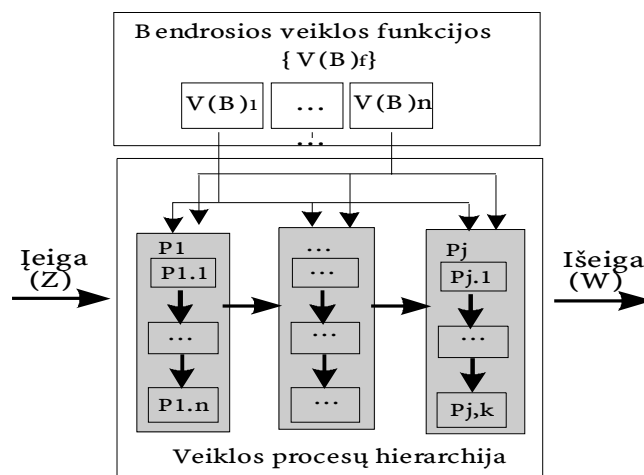 Bendrosios veiklos funkcijos
{V(B)f}
V(B)1 ... V(B)n
...
P1 ... Pj
P1.1 ... Pj.1
Įeiga
(Z)
Išeiga
(W)
... ... ...
P1.n ... Pj,k
Veiklos procesų hierarchija